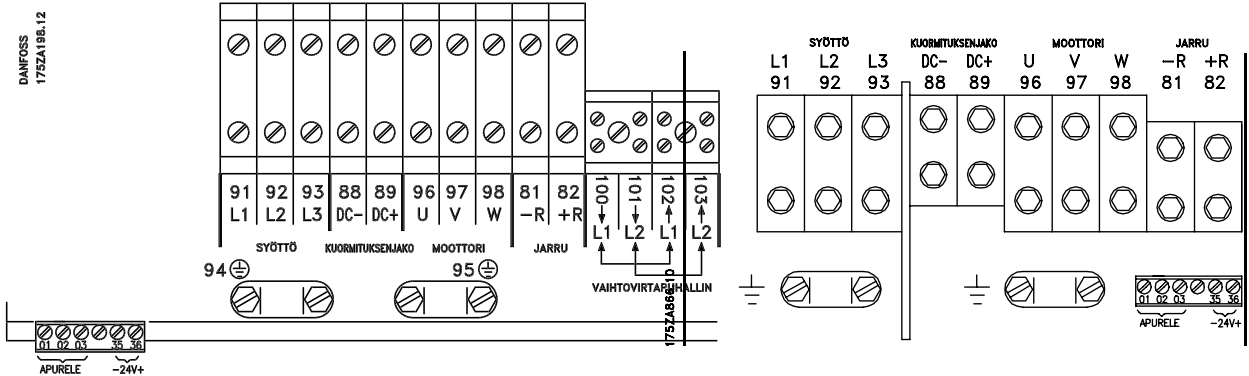 DANFOSS
175ZA198.12
91 92 93 88 89 96 97 98 81 82 100 101 102 103
L1 L2 L3 DC- DC+ U V W -R +R L1 L2 L1 L2
SYÖTTÖ KUORMITUKSENJAKO MOOTTORI JARRU
94 95
VAIHTOVIRTAPUHALLIN
01 02 03 35 36
APURELE -24V+
175ZA866.10
SYÖTTÖ KUORMITUKSENJAKO MOOTTORI JARRU
L1 L2 L3 DC- DC+ U V W -R +R
91 92 93 88 89 96 97 98 81 82
01 02 03 35 36
APURELE -24V+